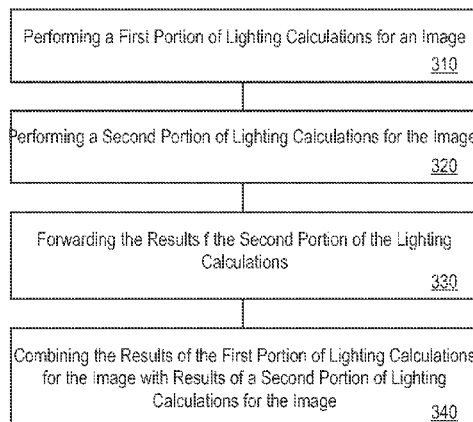 Performing a First Portion of Lighting Calculations for an Image
310
Performing a Second Portion of Lighting Calculations for the Image
320
Forwarding the Results f the Second Portion of the Lighting
Calculations
330
Combining the Results of the First Portion of Lighting Calculations
for the Image with Results of a Second Portion of Lighting
Calculations for the Image
340